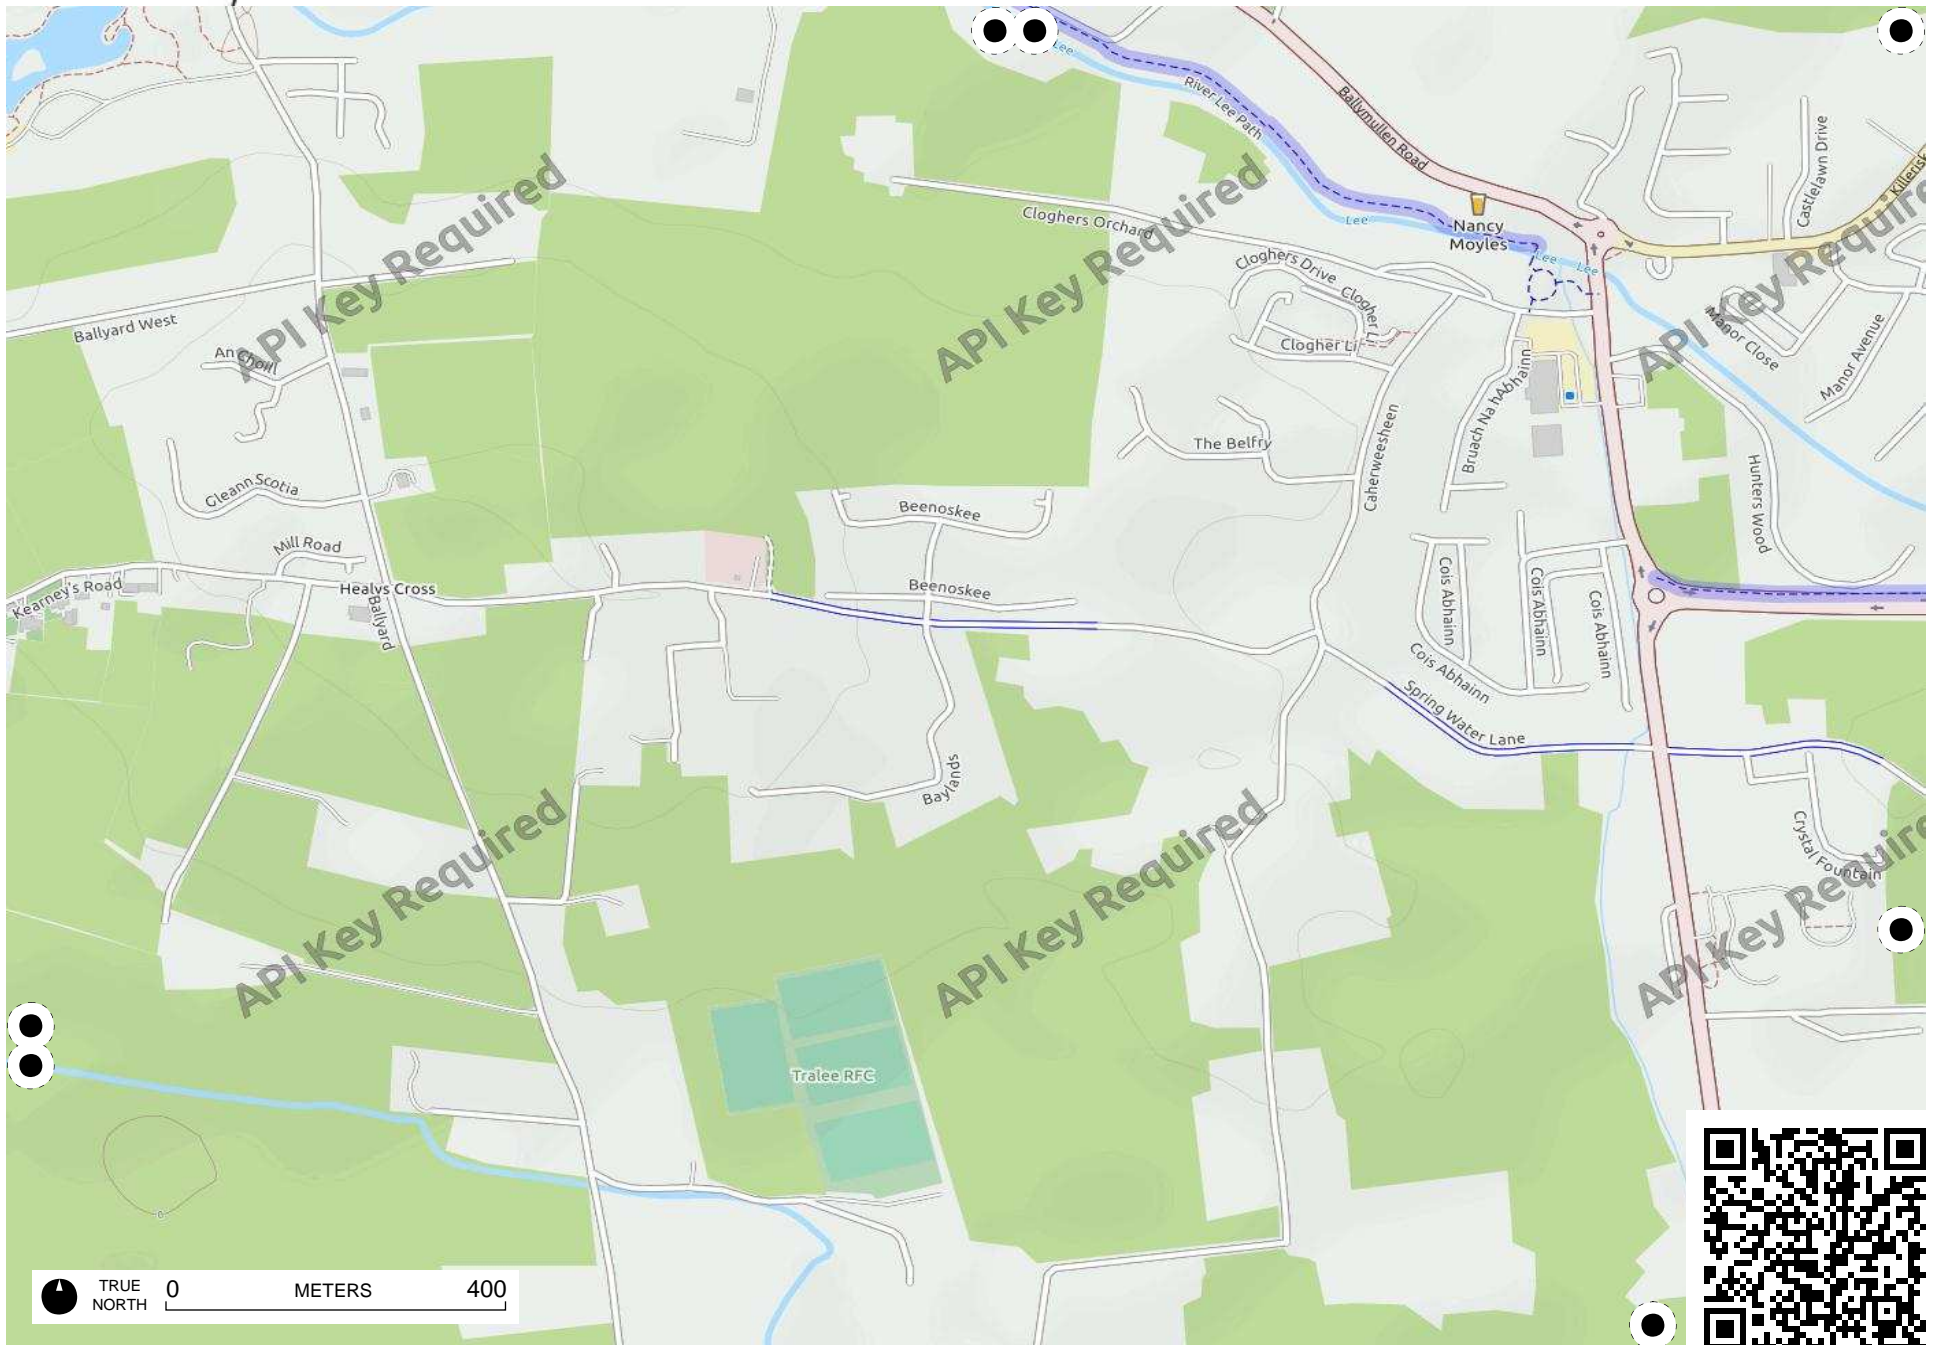 Lee
River Lee Path
Ballymullen Road
Castlelawn Drive
API Key Required
API Key Required
API Key Require
Cloghers Orchard
Lee
Nancy
Moyles
Lee
Lee
Cloghers Drive
Clogher Li
Clogher Li
Ballyard West
An Choill
Manor Close
Manor Avenue
Bruach Na hAbhainn
The Belfry
Caherweesheen
Gleann Scotia
Hunters Wood
Beenoskee
Mill Road
Kearney's Road
Healys Cross
Ballyard
Beenoskee
Cois Abhainn
Cois Abhainn
Cois Abhainn
Cois Abhainn
Spring Water Lane
Baylands
Crystal Fountain
API Key Required
API Key Required
API Key Require
Tralee RFC
TRUE
NORTH
0 METERS 400